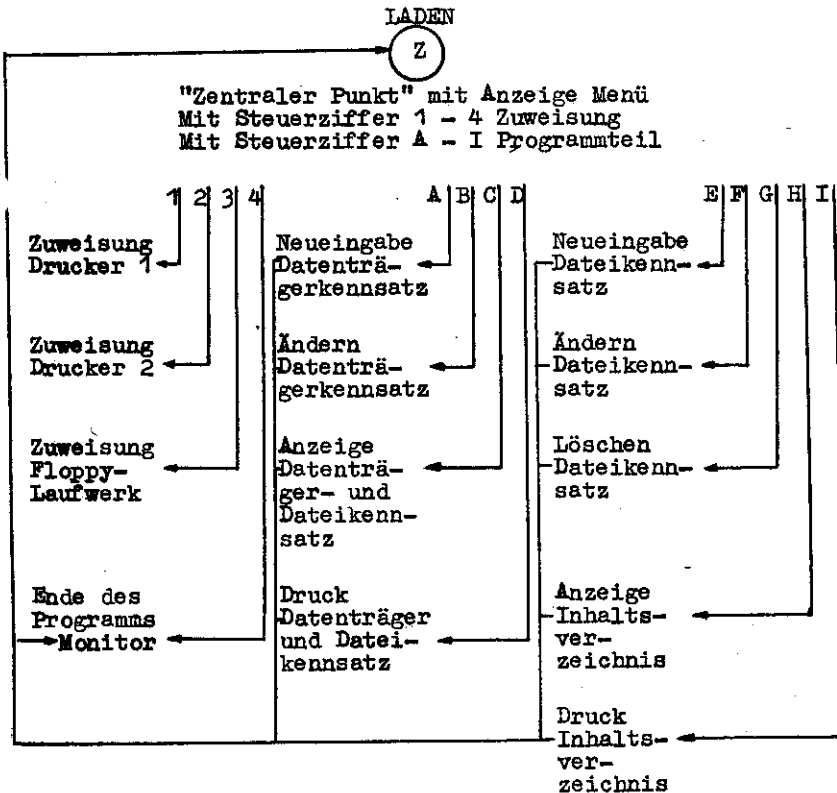 LADEN
Z
"Zentraler Punkt" mit Anzeige Menü
Mit Steuerziffer 1 - 4 Zuweisung
Mit Steuerziffer A - I Programmteil
1 2 3 4
A B C D
E F G H I
Zuweisung
Drucker 1
Zuweisung
Drucker 2
Zuweisung
Floppy-
Laufwerk
Ende des
Programms
Monitor
Neueingabe
Datenträ-
gerkennsatz
Ändern
Datenträ-
gerkennsatz
Anzeige
Datenträ-
ger- und
Dateikenn-
satz
Druck
Datenträger
und Datei-
kennsatz
Neueingabe
Dateikenn-
satz
Ändern
Dateikenn-
satz
Löschen
Dateikenn-
satz
Anzeige
Inhalts-
ver-
zeichnis
Druck
Inhalts-
ver-
zeichnis